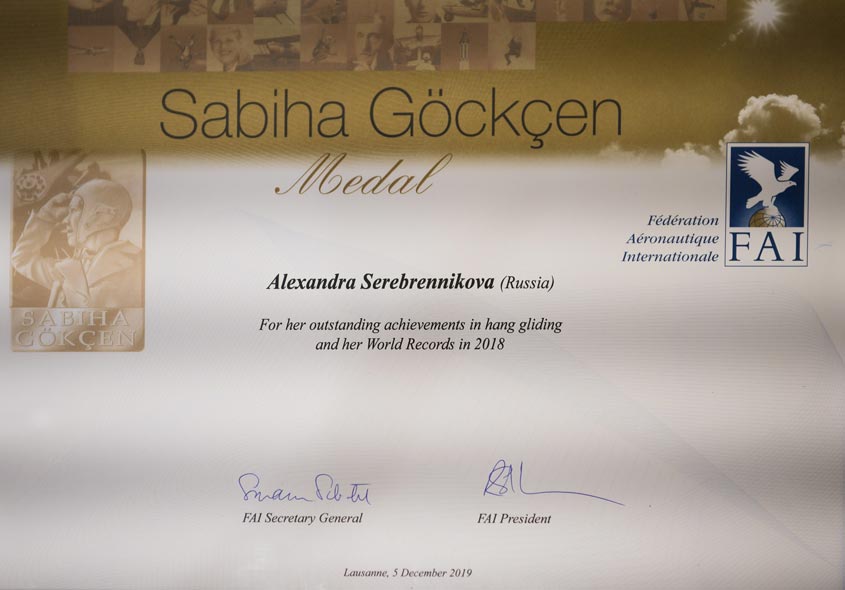 Sabiha Göckçen
Medal
SABIHA
GÖKÇEN
Fédération
Aéronautique
Internationale
FAI
Alexandra Serebrennikova (Russia)
For her outstanding achievements in hang gliding
and her World Records in 2018
FAI Secretary General
FAI President
Lausanne, 5 December 2019